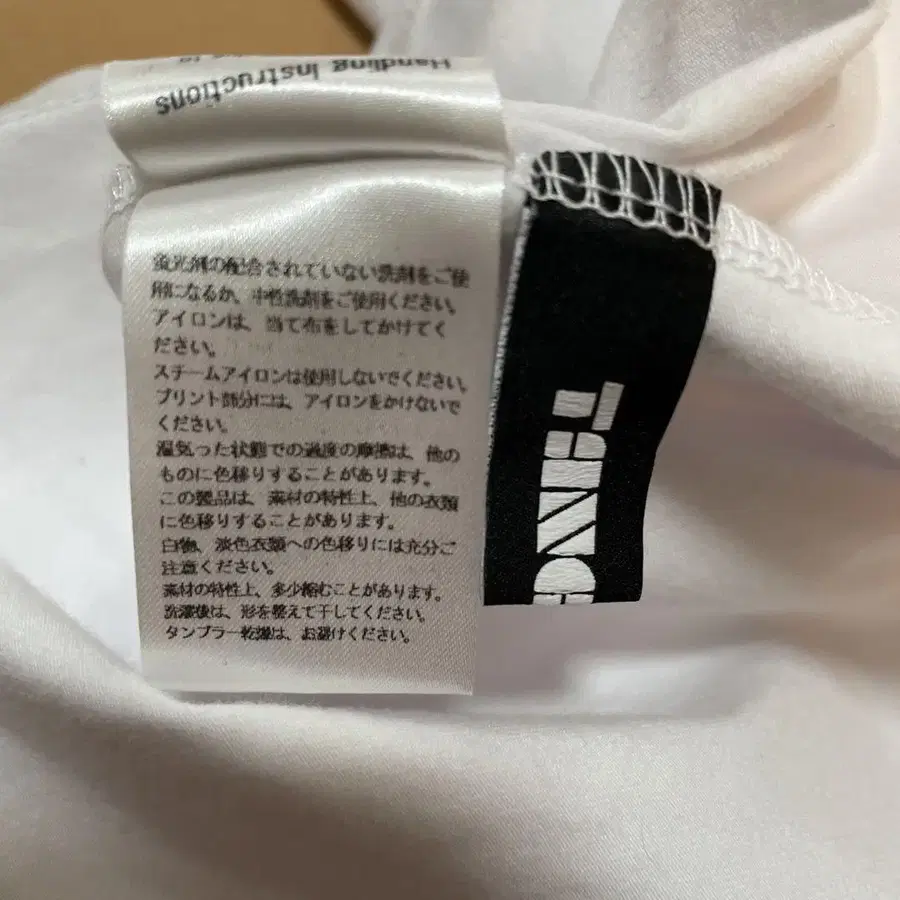 Handling Instructions
蛍光剤の配合されていない洗剤をご使
用になるか、中性洗剤をご使用ください。
アイロンは、当て布をしてかけてく
ださい。
スチームアイロンは使用しないでください。
プリント部分には、アイロンをかけないで
ください。
湿気った状態での過度の摩擦は、他の
ものに色移りすることがあります。
この製品は、素材の特性上、他の衣類
に色移りすることがあります。
白物、淡色衣類への色移りには充分ご
注意ください。
素材の特性上、多少縮むことがあります。
洗濯後は、形を整えて干してください。
タンブラー乾燥は、お避けください。